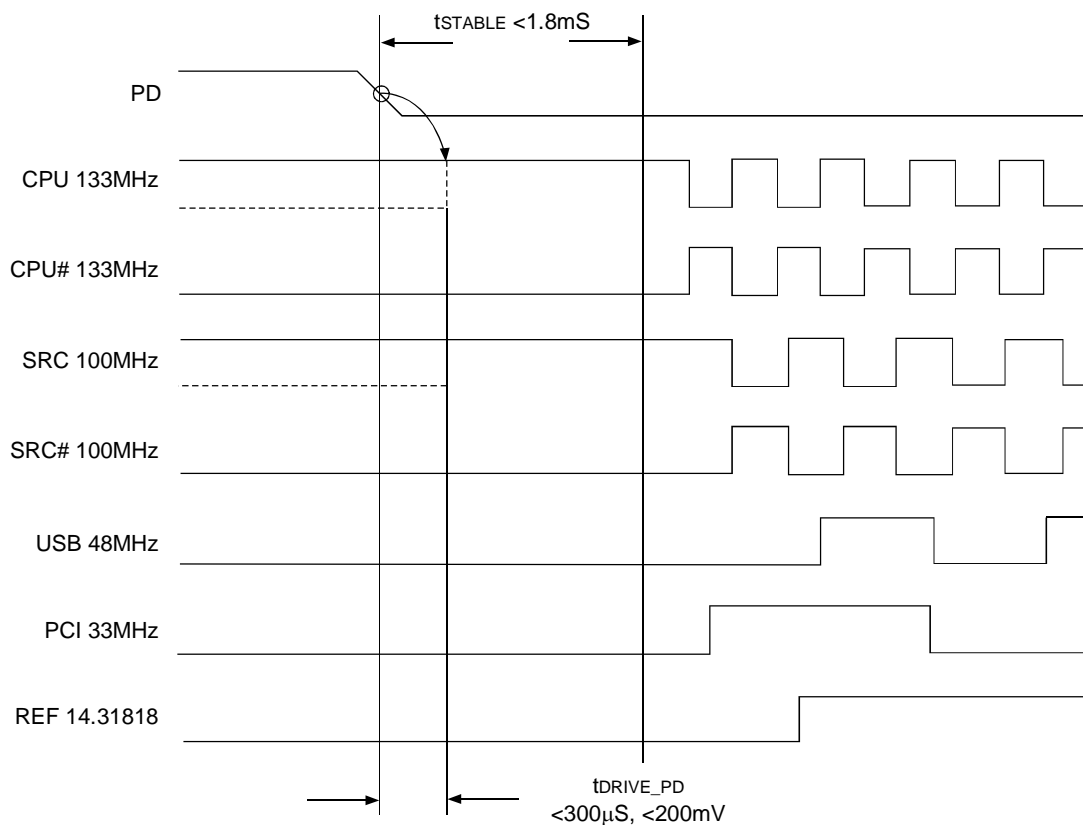 tSTABLE <1.8mS
PD
CPU 133MHz
CPU# 133MHz
SRC 100MHz
SRC# 100MHz
USB 48MHz
PCI 33MHz
REF 14.31818
tDRIVE_PD
<300μS, <200mV